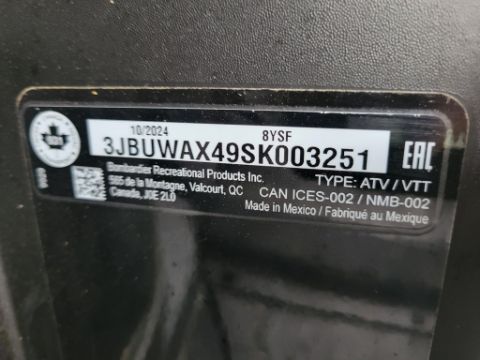 10/2024 8YSF
3JBUWAX49SK003251
EAC
Bombardier Recreational Products Inc.
565 de la Montagne, Valcourt, QC
Canada, J0E 2L0
TYPE: ATV / VTT
CAN ICES-002 / NMB-002
Made in Mexico / Fabriqué au Mexique